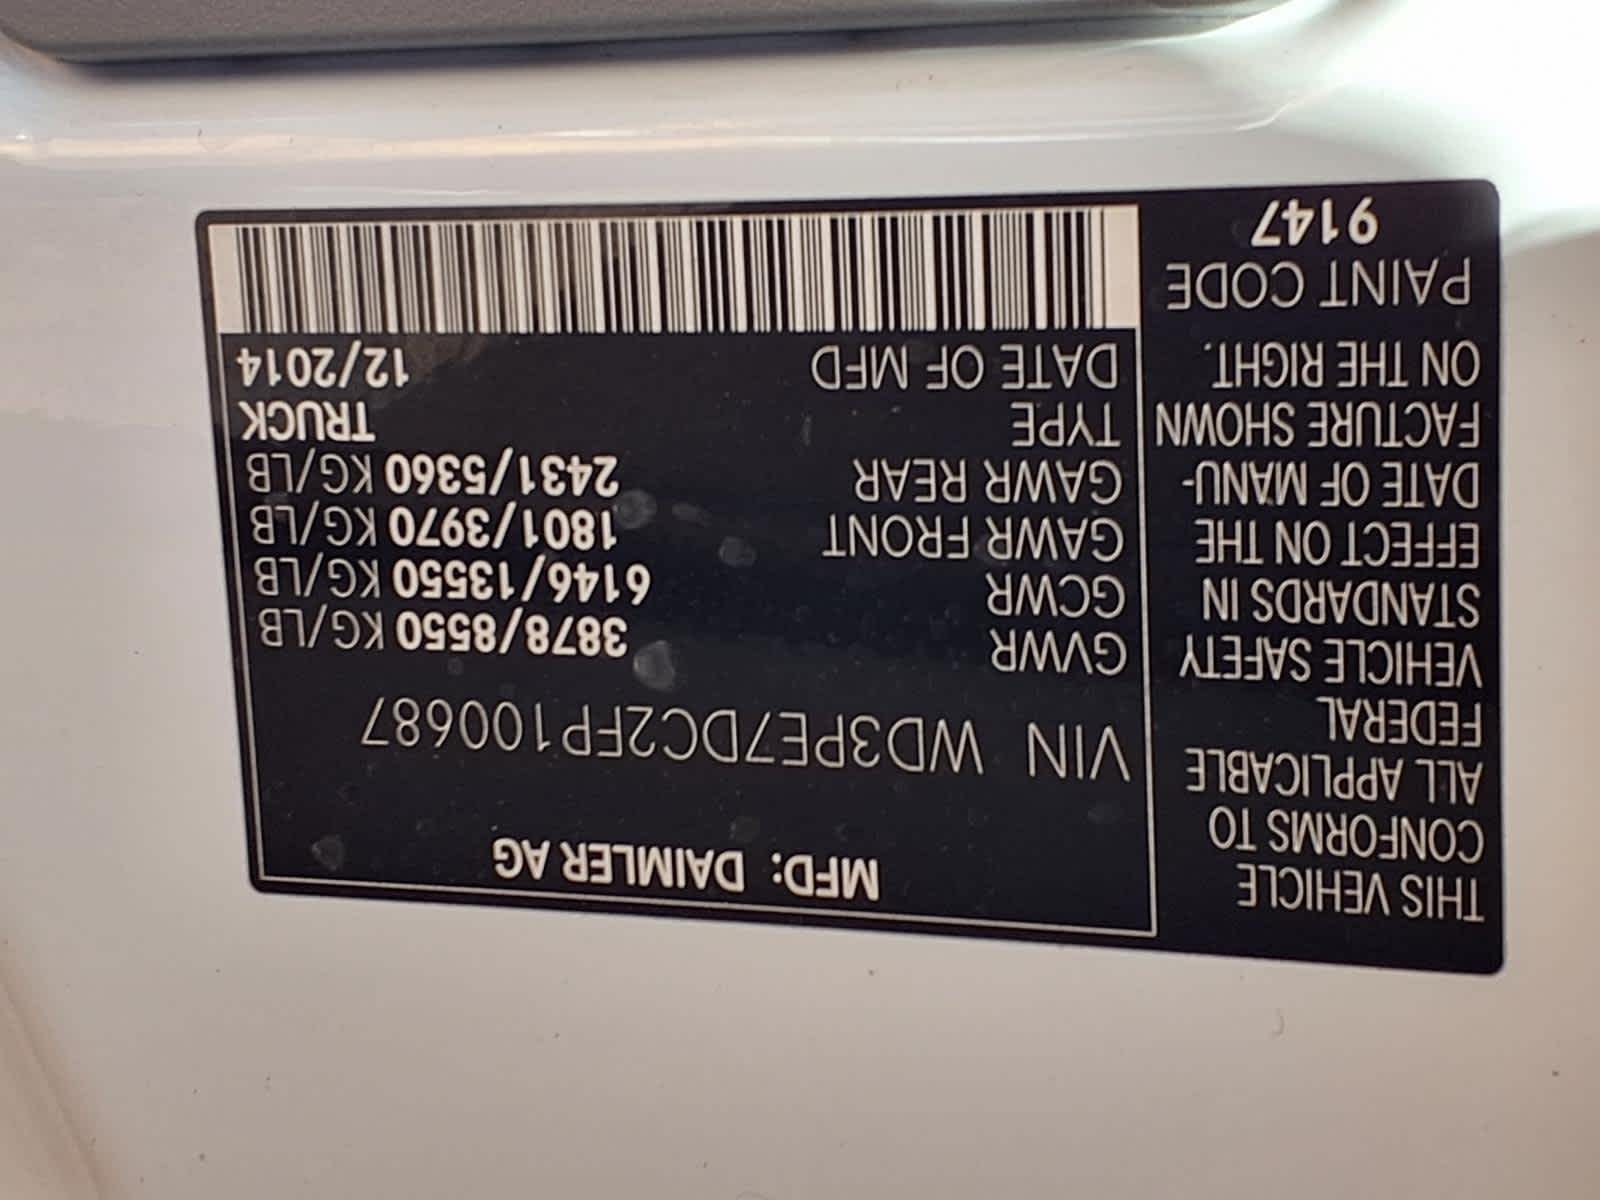 THIS VEHICLE
CONFORMS TO
ALL APPLICABLE
FEDERAL
VEHICLE SAFETY
STANDARDS IN
EFFECT ON THE
DATE OF MANU-
FACTURE SHOWN
ON THE RIGHT.
PAINT CODE
9147
MFD: DAIMLER AG
VIN WD3PE7DC2FP100687
GVWR 3878/8550 KG/LB
GCWR 6146/13550 KG/LB
GAWR FRONT 1801/3970 KG/LB
GAWR REAR 2431/5360 KG/LB
TYPE TRUCK
DATE OF MFD 12/2014